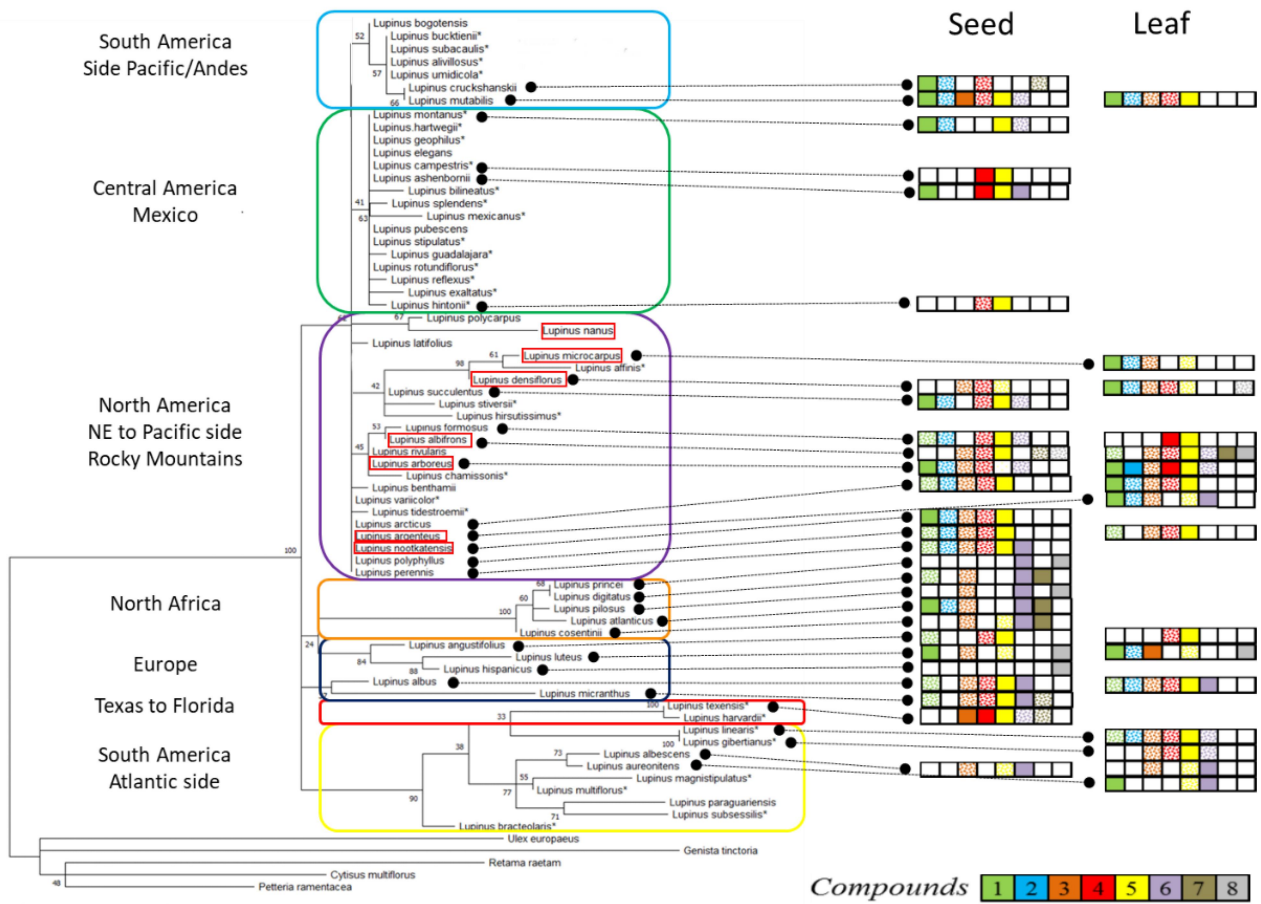 Seed
Leaf
South America
Side Pacific/Andes
Central America
Mexico
North America
NE to Pacific side
Rocky Mountains
North Africa
Europe
Texas to Florida
South America
Atlantic side
52
57
66
Lupinus bogotensis
Lupinus bucktienii*
Lupinus subacaulis*
Lupinus alivillosus*
Lupinus umidicola*
Lupinus cruckshanskii
Lupinus mutabilis
Lupinus montanus*
Lupinus.hartwegii*
Lupinus geophilus*
Lupinus elegans
Lupinus campestris*
Lupinus ashenbornii
Lupinus bilineatus*
41
Lupinus splendens*
63
Lupinus mexicanus*
Lupinus pubescens
Lupinus stipulatus*
Lupinus guadalajara*
Lupinus rotundiflorus*
Lupinus reflexus*
Lupinus exaltatus*
Lupinus hintonii*
67
Lupinus polycarpus
Lupinus nanus
Lupinus latifolius
61
Lupinus microcarpus
98
Lupinus affinis*
Lupinus densiflorus
42
Lupinus succulentus
Lupinus stiversii*
Lupinus hirsutissimus*
53
Lupinus formosus
Lupinus albifrons
45
Lupinus rivularis
Lupinus arboreus
Lupinus chamissonis*
Lupinus benthamii
Lupinus variicolor*
Lupinus tidestroemii*
Lupinus arcticus
Lupinus argenteus
Lupinus nootkatensis
100
Lupinus polyphyllus
Lupinus perennis
68
Lupinus princei
60
Lupinus digitatus
100
Lupinus pilosus
Lupinus atlanticus
Lupinus cosentinii
24
Lupinus angustifolius
84
Lupinus luteus
88
Lupinus hispanicus
Lupinus albus
Lupinus micranthus
100
Lupinus texensis*
33
Lupinus harvardii*
Lupinus linearis*
100
Lupinus gibertianus*
38
73
Lupinus albescens
Lupinus aureonitens
55
Lupinus magnistipulatus*
77
Lupinus multiflorus*
90
Lupinus paraguariensis
71
Lupinus subsessilis*
Lupinus bracteolaris*
Ulex europaeus
Genista tinctoria
Retama raetam
Cytisus multiflorus
48
Petteria ramentacea
Compounds 1 2 3 4 5 6 7 8